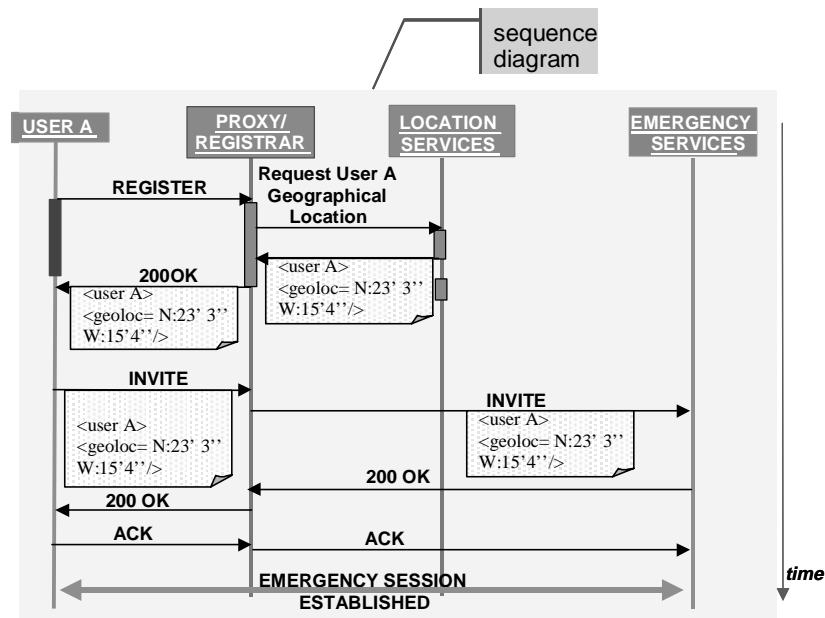 sequence
diagram
USER A
PROXY/
REGISTRAR
LOCATION
SERVICES
EMERGENCY
SERVICES
REGISTER
Request User A
Geographical
Location
200OK
<user A>
<geoloc= N:23' 3''
W:15'4''/>
<user A>
<geoloc= N:23' 3''
W:15'4''/>
INVITE
<user A>
<geoloc= N:23' 3''
W:15'4''/>
INVITE
<user A>
<geoloc= N:23' 3''
W:15'4''/>
200 OK
200 OK
ACK
ACK
time
EMERGENCY SESSION
ESTABLISHED